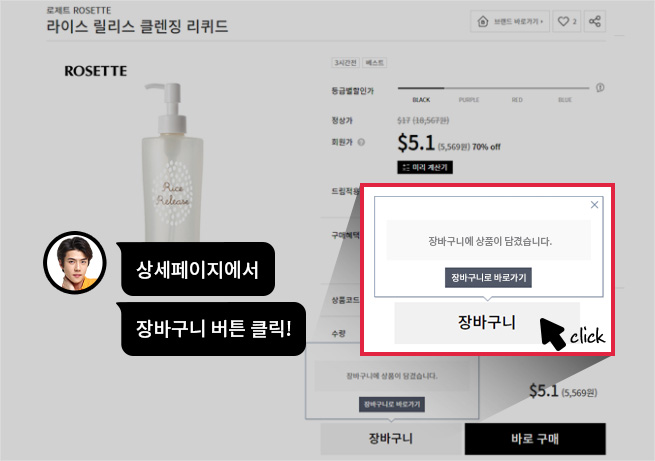 로제트 ROSETTE
라이스 릴리스 클렌징 리퀴드
브랜드 바로가기
2
ROSETTE
Rice
Release
3시간전 베스트
등급별할인가
BLACK PURPLE RED BLUE
정상가 $17 (18,567원)
회원가 $5.1 (5,569원) 70% off
미리 계산기
드림적용
구매혜택
장바구니에 상품이 담겼습니다.
장바구니로 바로가기
장바구니
click
상세페이지에서
장바구니 버튼 클릭!
상품코드
수량
장바구니에 상품이 담겼습니다.
장바구니로 바로가기
$5.1 (5,569원)
장바구니 바로 구매